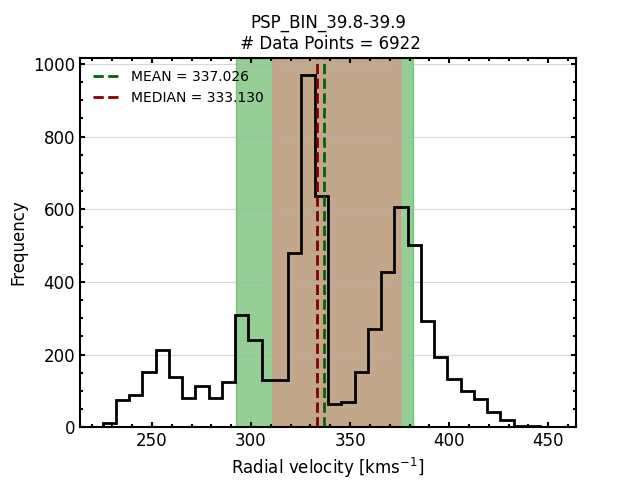 PSP_BIN_39.8-39.9
# Data Points = 6922
MEAN = 337.026
MEDIAN = 333.130
1000
800
600
400
200
0
Frequency
250
300
350
400
450
Radial velocity [kms⁻¹]